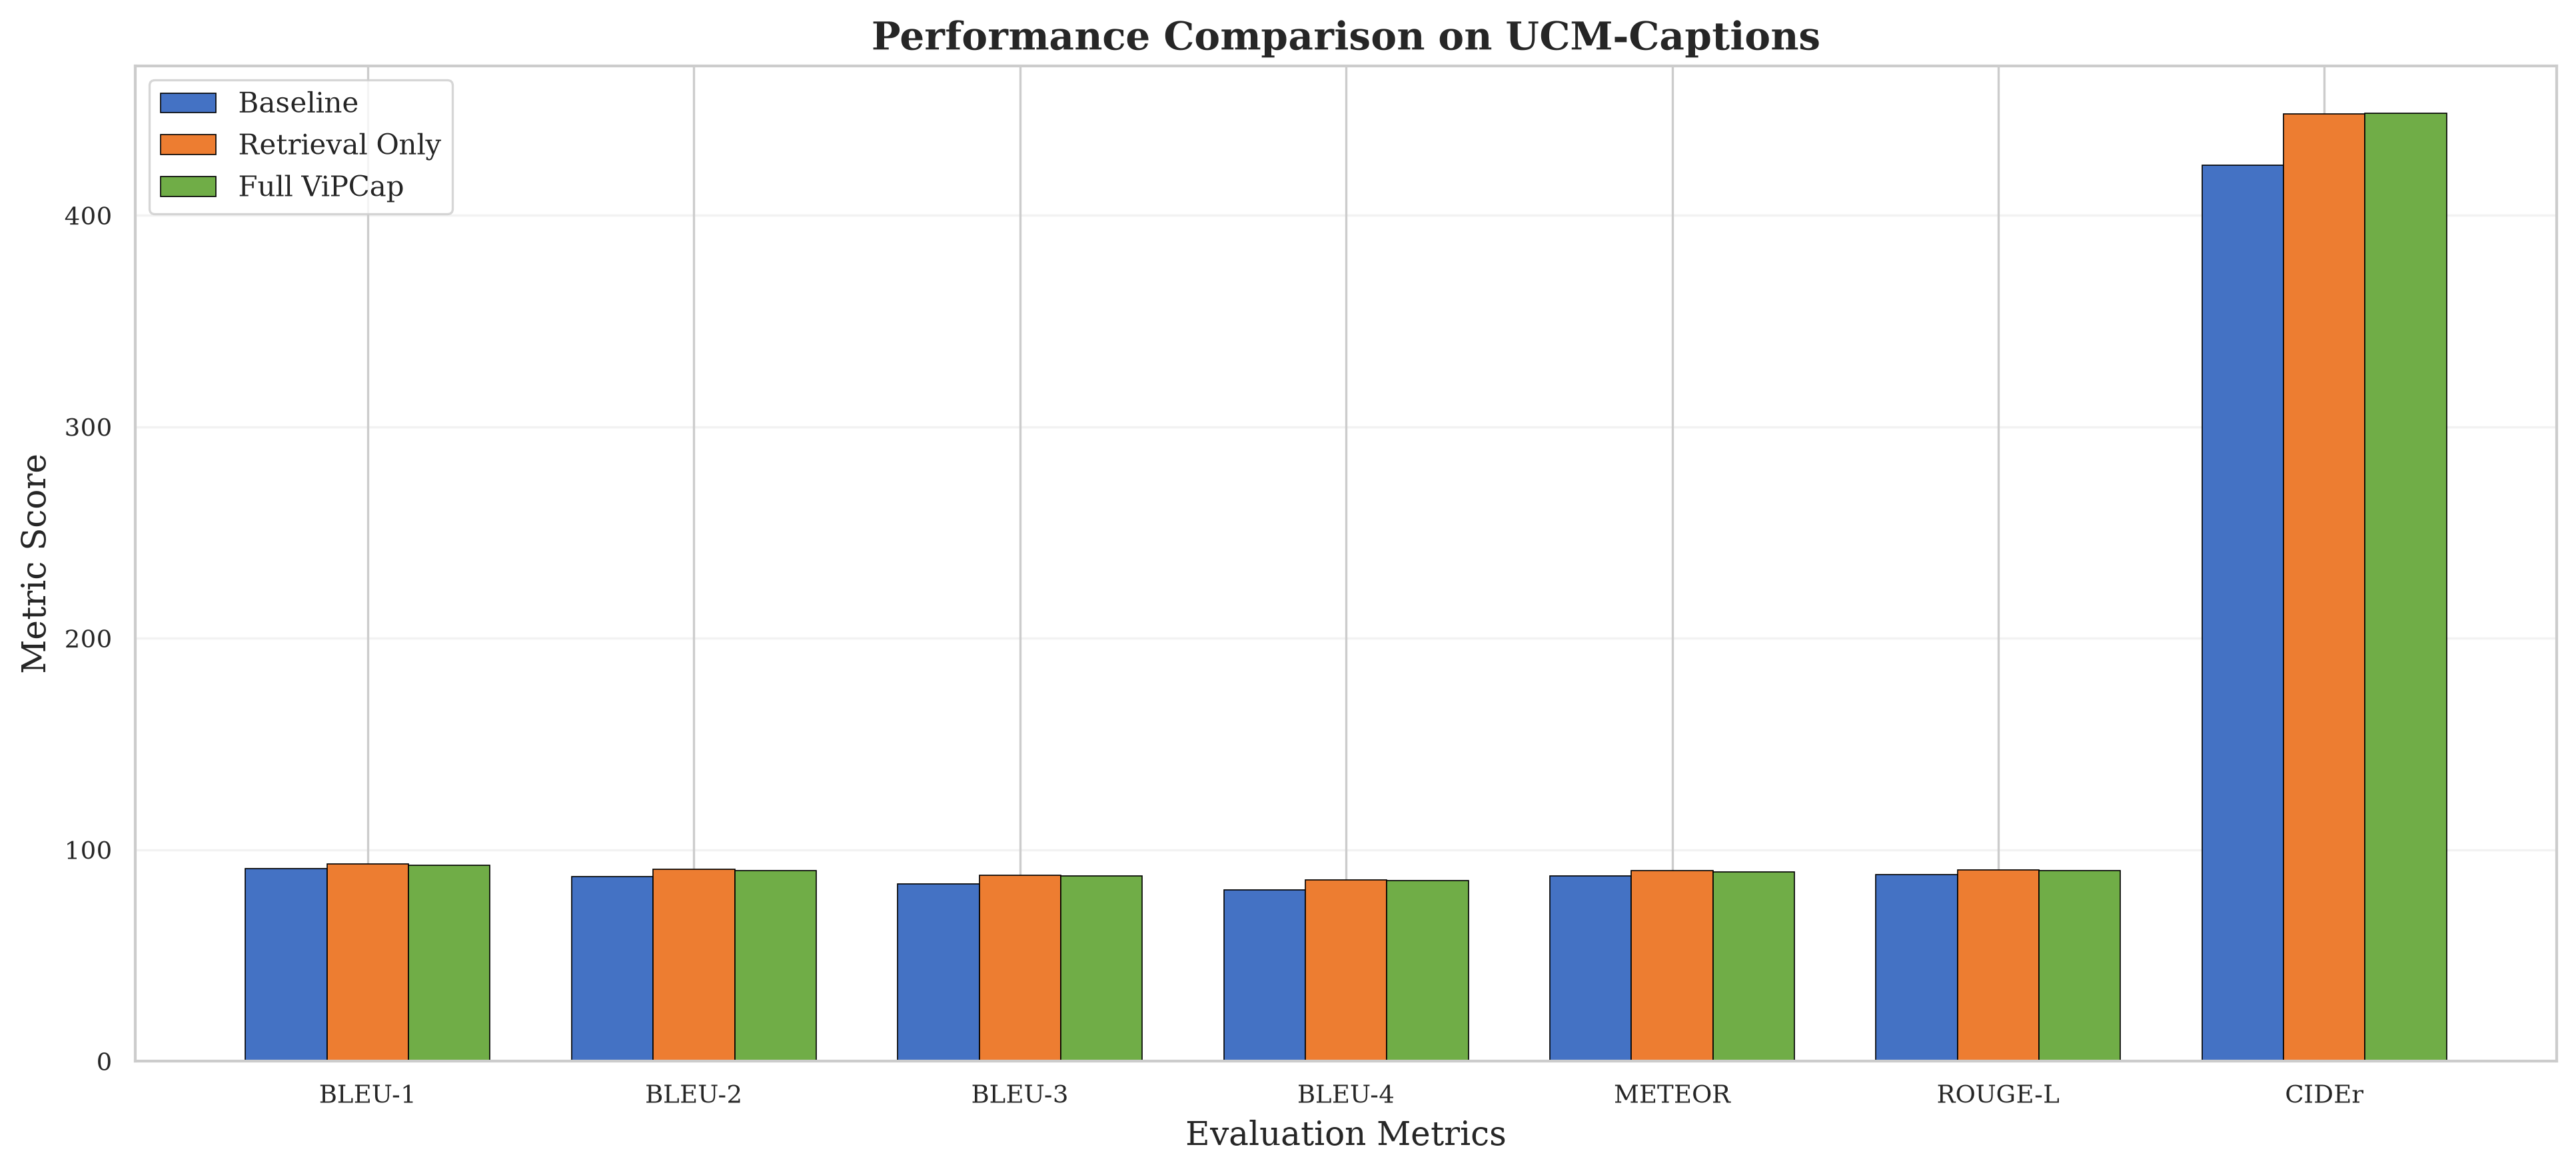 Performance Comparison on UCM-Captions
Baseline
Retrieval Only
Full ViPCap
400
300
200
100
0
Metric Score
BLEU-1
BLEU-2
BLEU-3
BLEU-4
METEOR
ROUGE-L
CIDEr
Evaluation Metrics